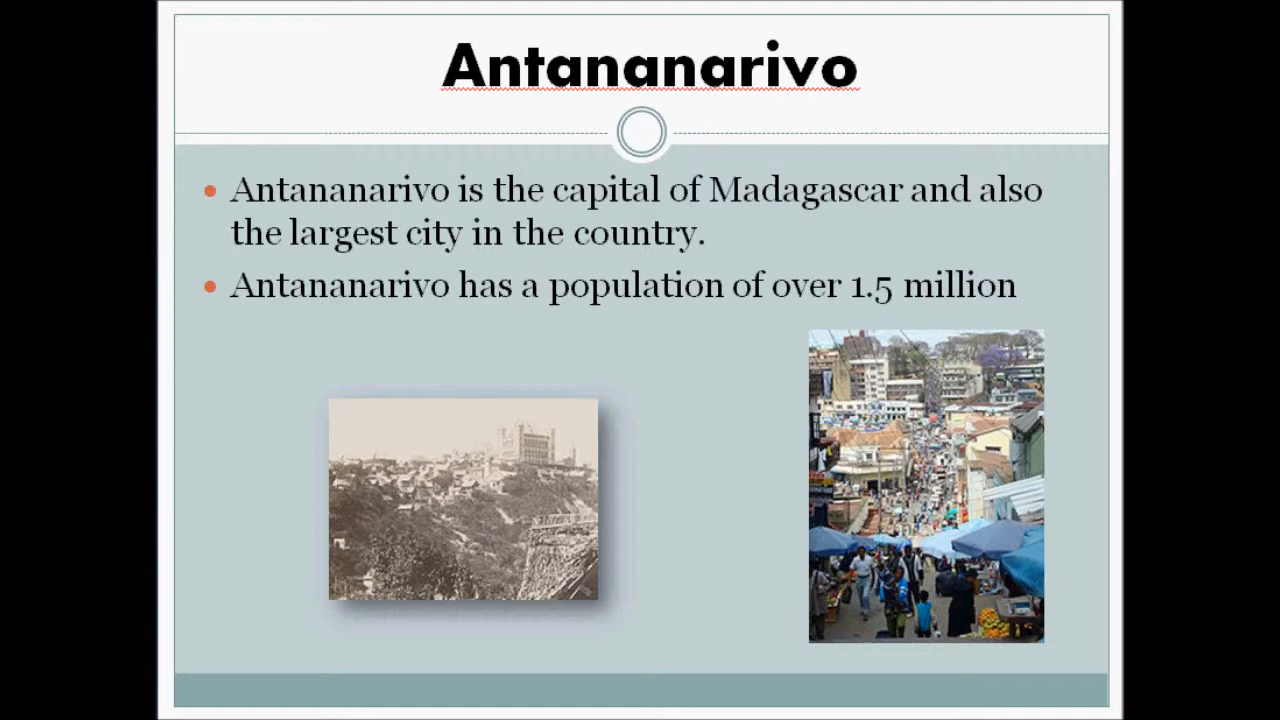 Antananarivo
Antananarivo is the capital of Madagascar and also
the largest city in the country.
Antananarivo has a population of over 1.5 million